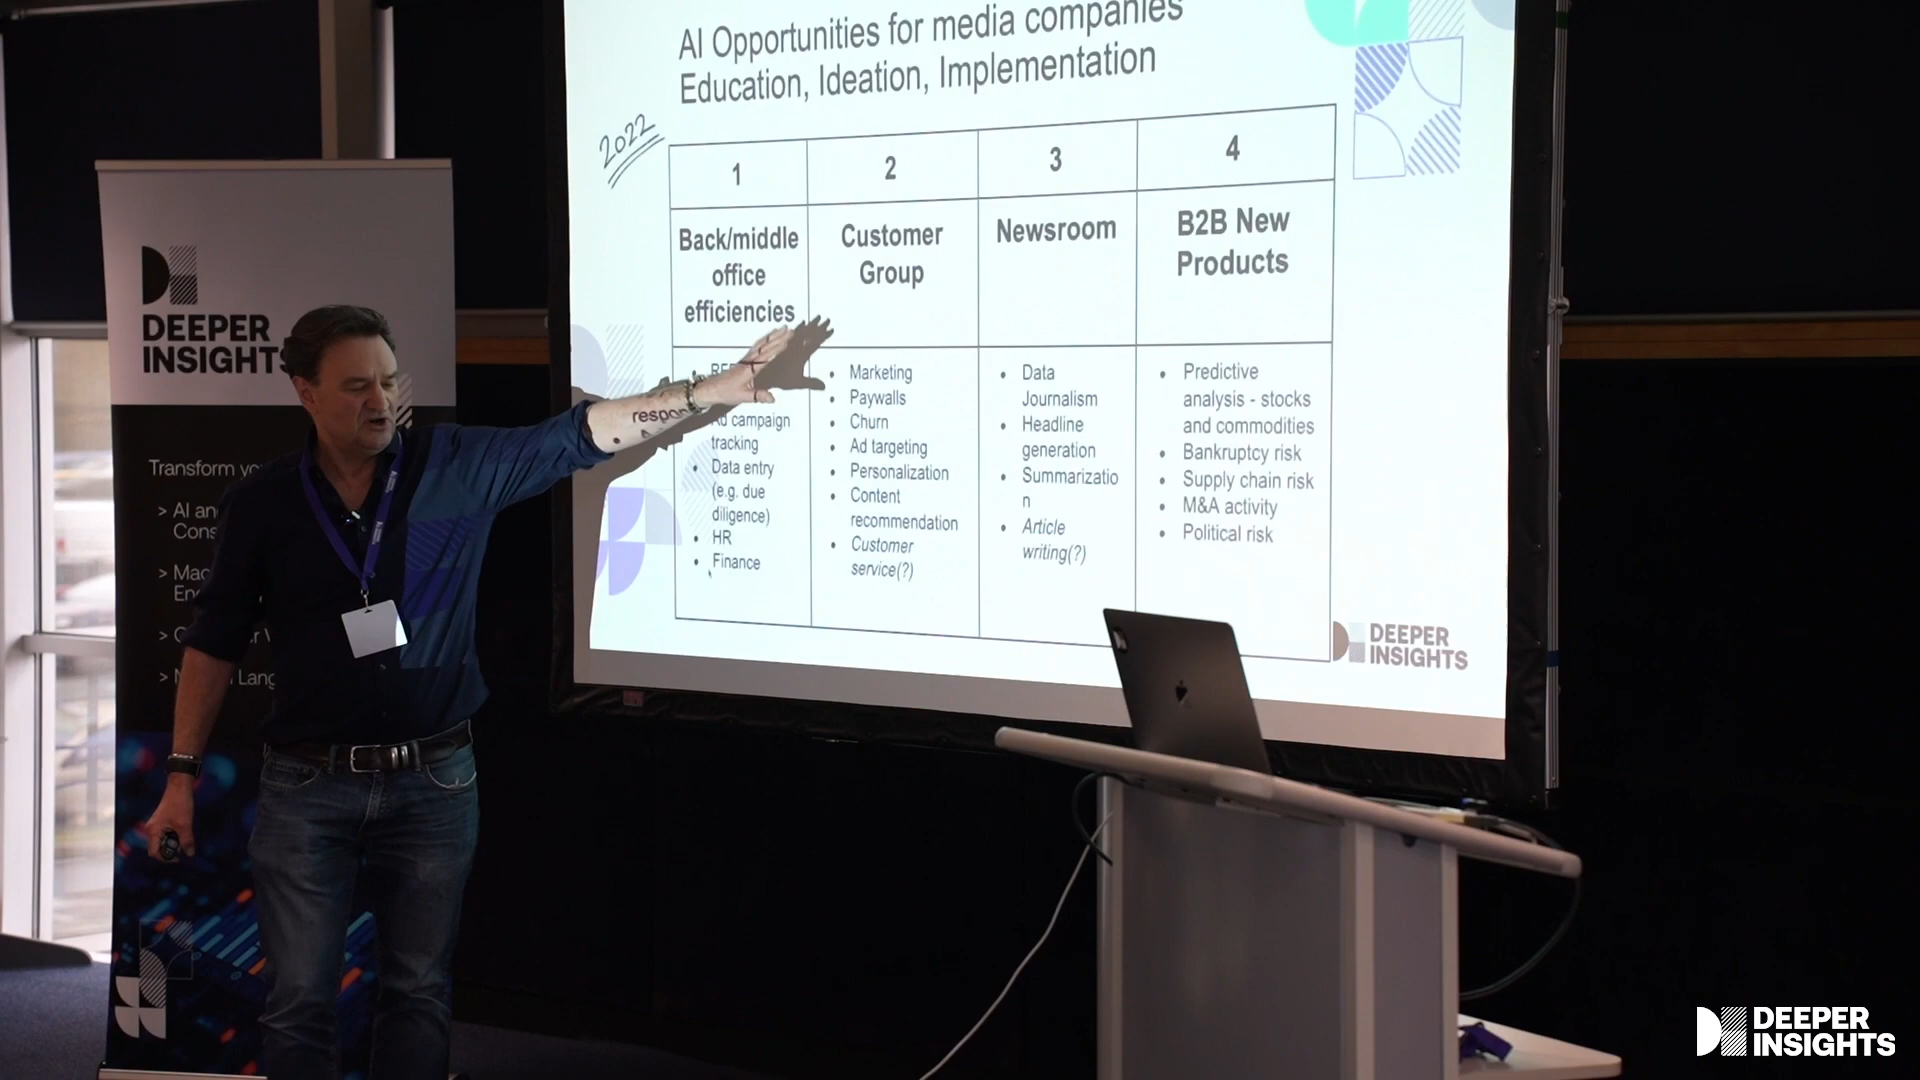 AI Opportunities for media companies
Education, Ideation, Implementation
2022
1
2
3
4
Back/middle
office
efficiencies
Customer
Group
Newsroom
B2B New
Products
campaign
tracking
Data entry
(e.g. due
diligence)
HR
Finance
Marketing
Paywalls
Churn
Ad targeting
Personalization
Content
recommendation
Customer
service(?)
Data
Journalism
Headline
generation
Summarizatio
n
Article
writing(?)
Predictive
analysis - stocks
and commodities
Bankruptcy risk
Supply chain risk
M&A activity
Political risk
DEEPER
INSIGHTS
DEEPER
INSIGHTS
Transform
> AI
DEEPER
INSIGHTS